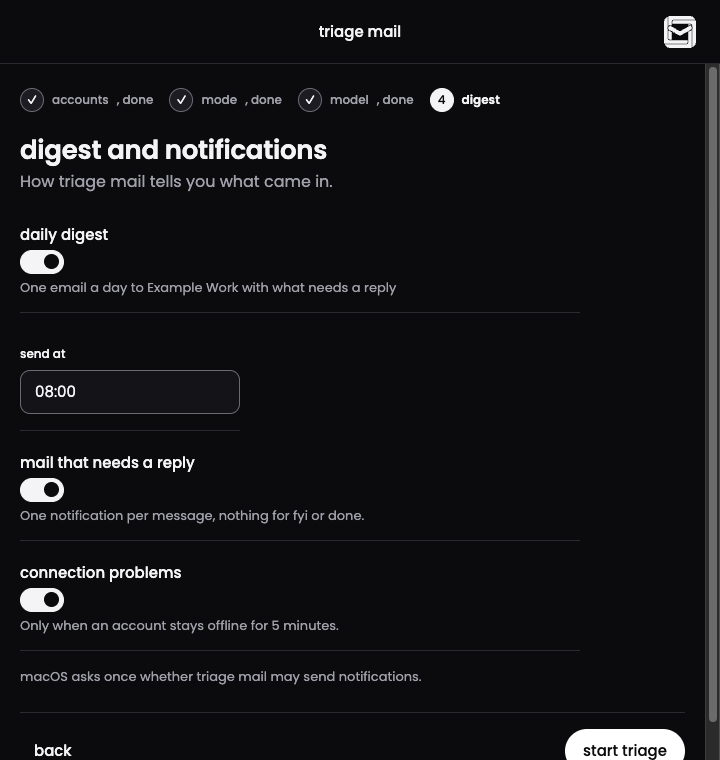 triage mail
accounts , done mode , done model , done 4 digest
digest and notifications
How triage mail tells you what came in.
daily digest
One email a day to Example Work with what needs a reply
send at
08:00
mail that needs a reply
One notification per message, nothing for fyi or done.
connection problems
Only when an account stays offline for 5 minutes.
macOS asks once whether triage mail may send notifications.
back start triage